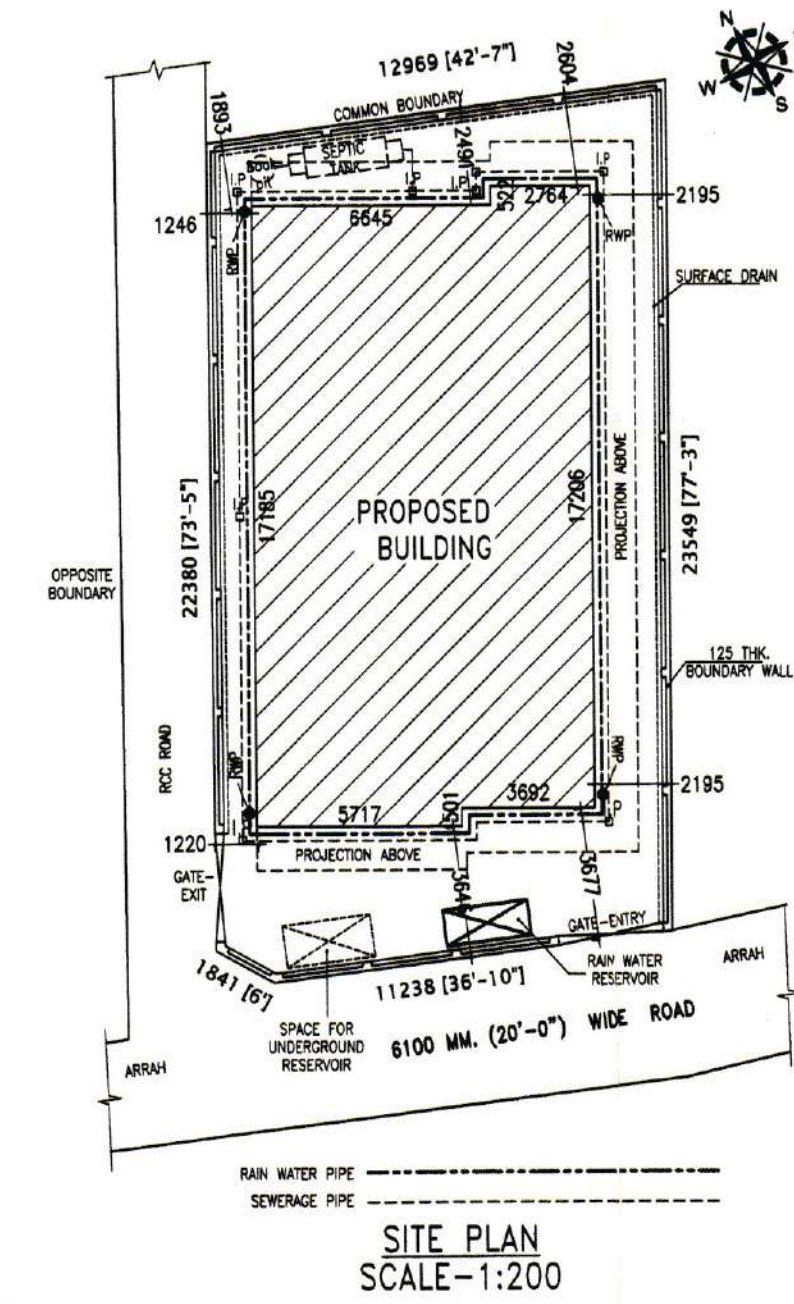 N
W
S
12969 [42'-7"]
2604
COMMON BOUNDARY
1893
SEPTIC
TANK
I.P
I.P
I.P
I.P
6645
2764
2195
1246
RWP
RWP
SURFACE DRAIN
22380 [73'-5"]
17185
PROPOSED
BUILDING
17206
PROJECTION ABOVE
23549 [77'-3"]
OPPOSITE
BOUNDARY
125 THK.
BOUNDARY WALL
RCC ROAD
RWP
RWP
5717
501
3692
2195
1220
PROJECTION ABOVE
3677
GATE-
EXIT
GATE-ENTRY
1841 [6']
11238 [36'-10"]
RAIN WATER
RESERVOIR
ARRAH
SPACE FOR
UNDERGROUND
RESERVOIR
6100 MM. (20'-0") WIDE ROAD
ARRAH
RAIN WATER PIPE
SEWERAGE PIPE
SITE PLAN
SCALE-1:200